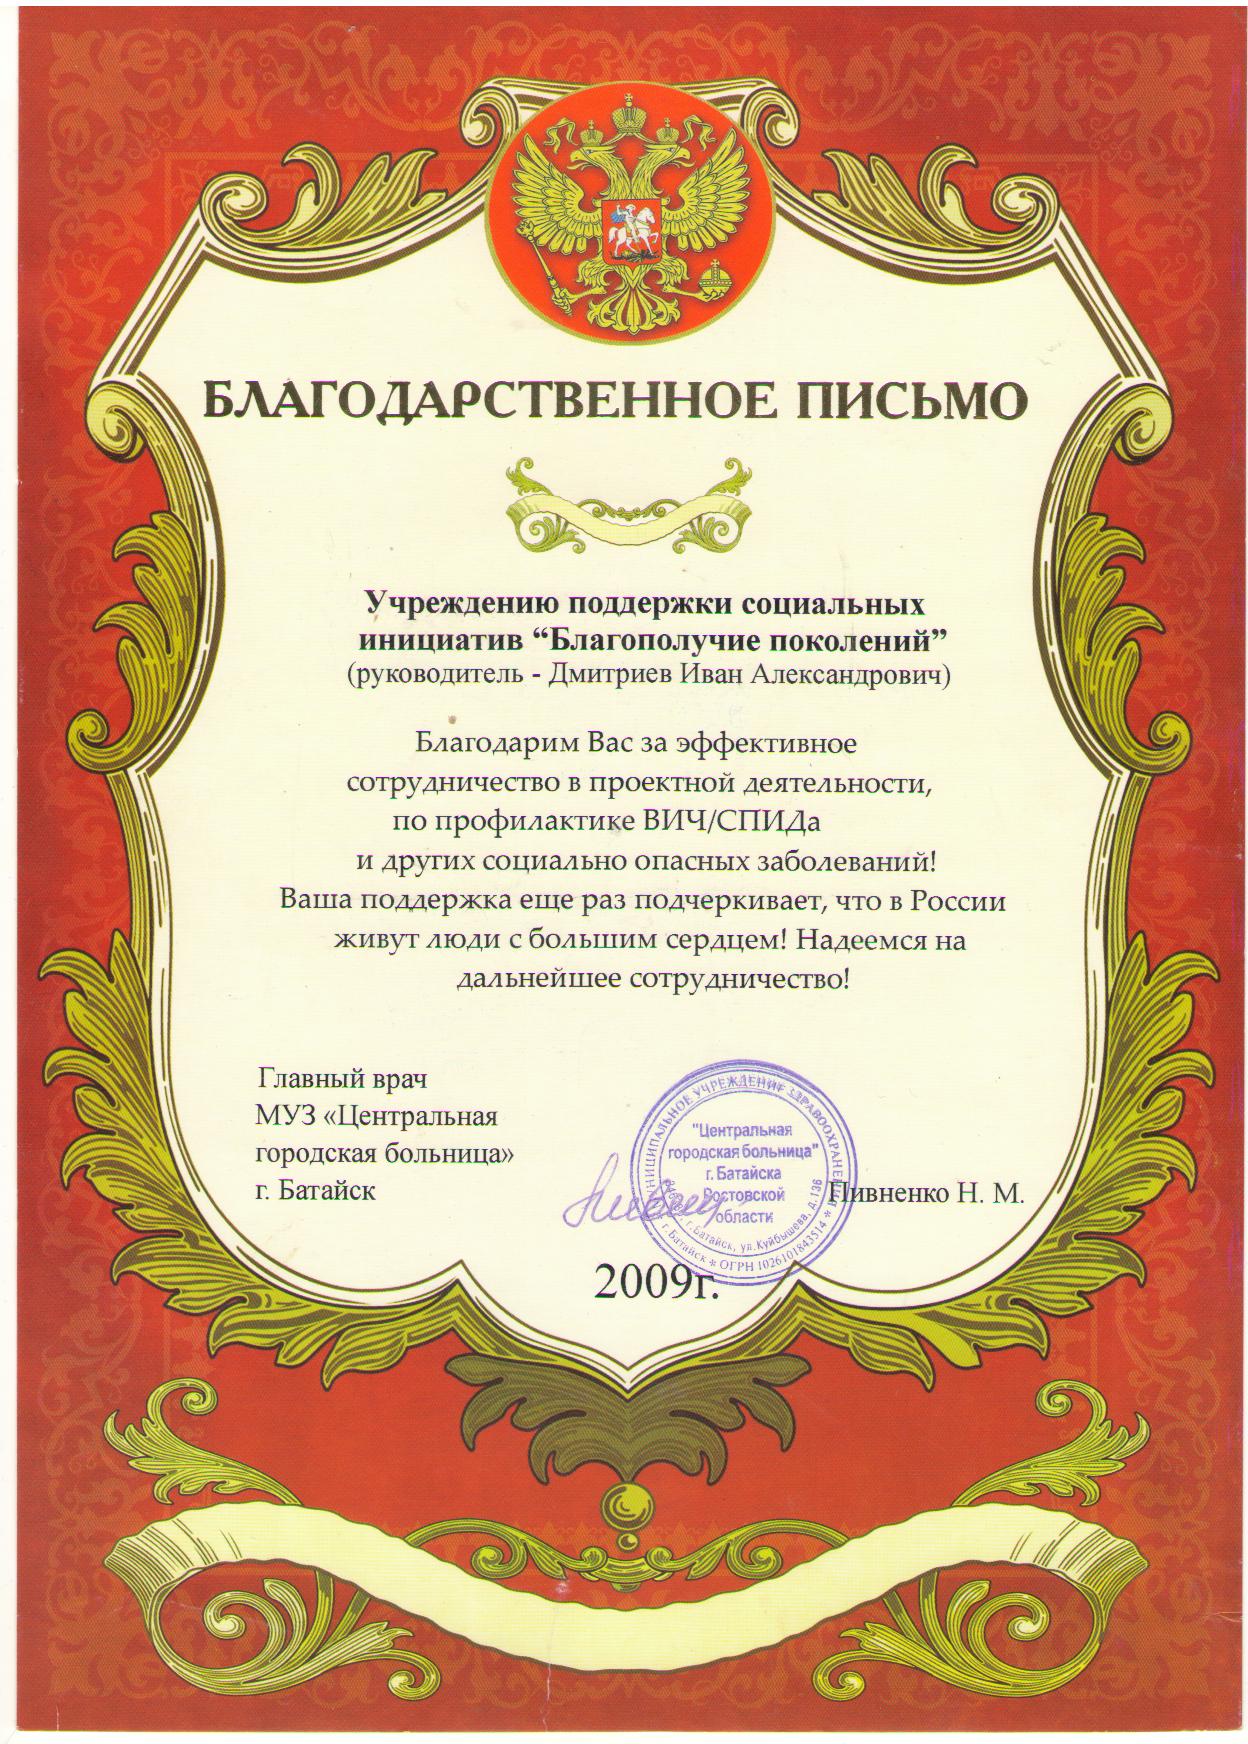 БЛАГОДАРСТВЕННОЕ ПИСЬМО
Учреждению поддержки социальных
инициатив “Благополучие поколений”
(руководитель - Дмитриев Иван Александрович)
Благодарим Вас за эффективное
сотрудничество в проектной деятельности,
по профилактике ВИЧ/СПИДа
и других социально опасных заболеваний!
Ваша поддержка еще раз подчеркивает, что в России
живут люди с большим сердцем! Надеемся на
дальнейшее сотрудничество!
Главный врач
МУЗ «Центральная
городская больница»
г. Батайск
МУНИЦИПАЛЬНОЕ УЧРЕЖДЕНИЕ ЗДРАВООХРАНЕНИЯ
г.Батайск * ОГРН 1026101843514 *
г.Батайск, ул.Куйбышева, д.136
"Центральная
городская больница"
г. Батайска
Ростовской
области
Пивненко Н. М.
2009г.